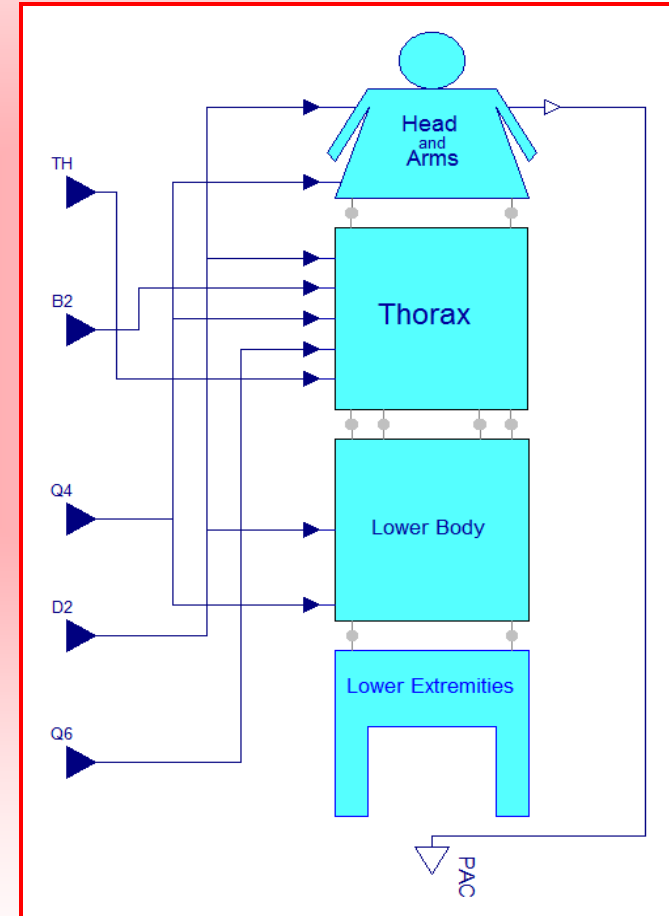 TH
B2
Q4
D2
Q6
Head
and
Arms
Thorax
Lower Body
Lower Extremities
PAC